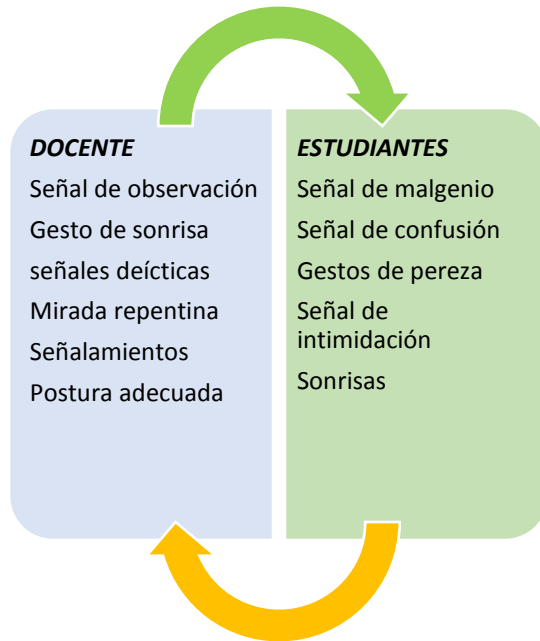 DOCENTE
Señal de observación
Gesto de sonrisa
señales deícticas
Mirada repentina
Señalamientos
Postura adecuada
ESTUDIANTES
Señal de malgenio
Señal de confusión
Gestos de pereza
Señal de
intimidación
Sonrisas